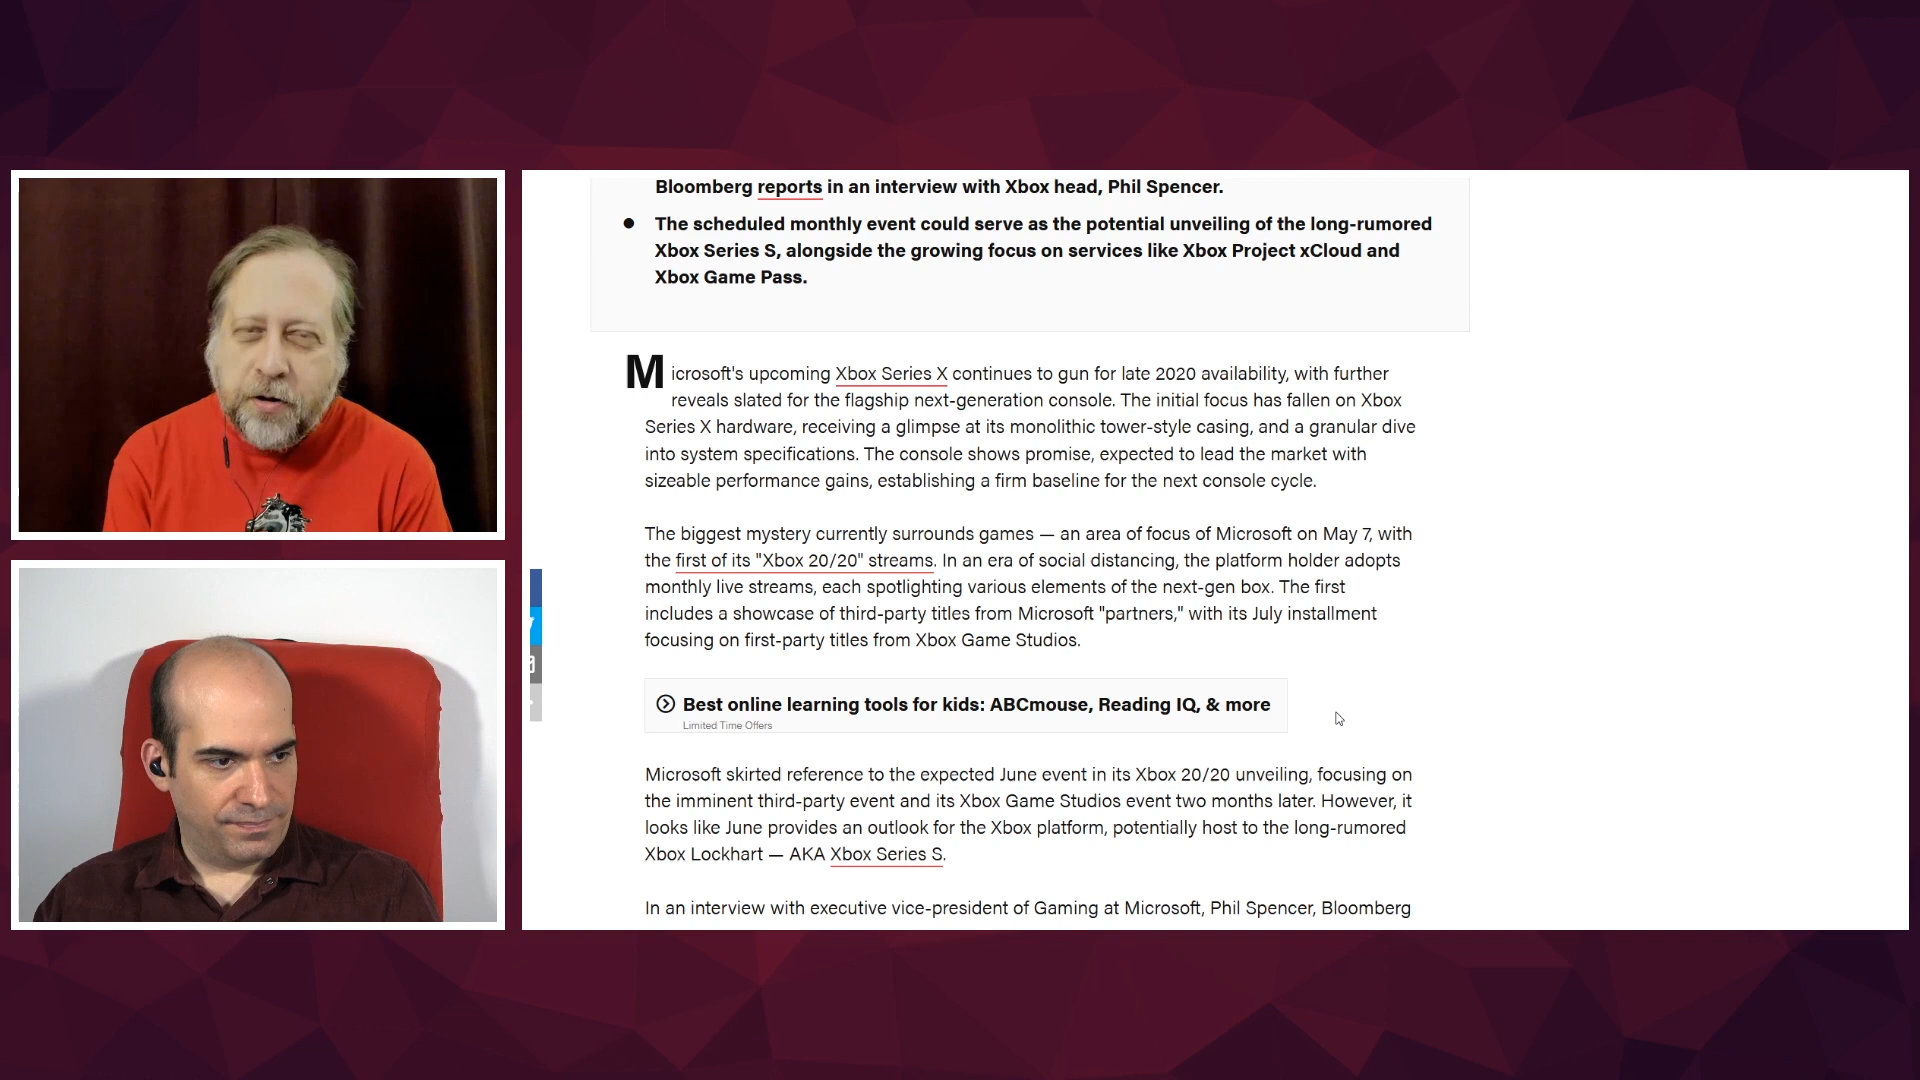 Bloomberg reports in an interview with Xbox head, Phil Spencer.
The scheduled monthly event could serve as the potential unveiling of the long-rumored
Xbox Series S, alongside the growing focus on services like Xbox Project xCloud and
Xbox Game Pass.
Microsoft's upcoming Xbox Series X continues to gun for late 2020 availability, with further
reveals slated for the flagship next-generation console. The initial focus has fallen on Xbox
Series X hardware, receiving a glimpse at its monolithic tower-style casing, and a granular dive
into system specifications. The console shows promise, expected to lead the market with
sizeable performance gains, establishing a firm baseline for the next console cycle.
The biggest mystery currently surrounds games — an area of focus of Microsoft on May 7, with
the first of its "Xbox 20/20" streams. In an era of social distancing, the platform holder adopts
monthly live streams, each spotlighting various elements of the next-gen box. The first
includes a showcase of third-party titles from Microsoft "partners," with its July installment
focusing on first-party titles from Xbox Game Studios.
Best online learning tools for kids: ABCmouse, Reading IQ, & more
Limited Time Offers
Microsoft skirted reference to the expected June event in its Xbox 20/20 unveiling, focusing on
the imminent third-party event and its Xbox Game Studios event two months later. However, it
looks like June provides an outlook for the Xbox platform, potentially host to the long-rumored
Xbox Lockhart — AKA Xbox Series S.
In an interview with executive vice-president of Gaming at Microsoft, Phil Spencer, Bloomberg